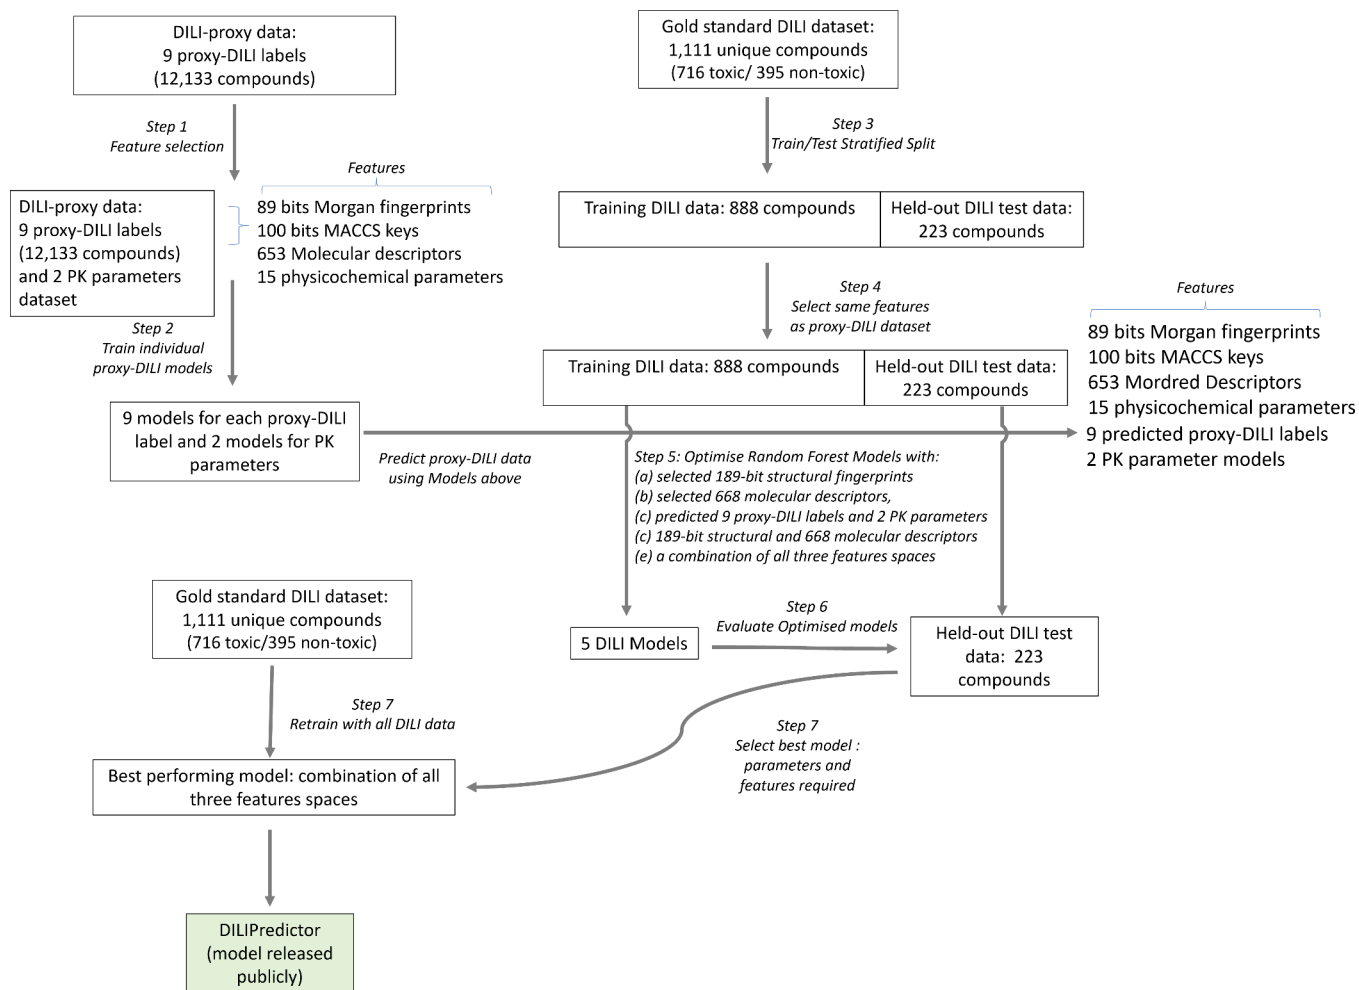 DILI-proxy data:
9 proxy-DILI labels
(12,133 compounds)
Gold standard DILI dataset:
1,111 unique compounds
(716 toxic/ 395 non-toxic)
Step 1
Feature selection
Step 3
Train/Test Stratified Split
Features
DILI-proxy data:
9 proxy-DILI labels
(12,133 compounds)
and 2 PK parameters
dataset
89 bits Morgan fingerprints
100 bits MACCS keys
653 Molecular descriptors
15 physicochemical parameters
Training DILI data: 888 compounds
Held-out DILI test data:
223 compounds
Step 2
Train individual
proxy-DILI models
Step 4
Select same features
as proxy-DILI dataset
Features
89 bits Morgan fingerprints
100 bits MACCS keys
653 Mordred Descriptors
15 physicochemical parameters
9 predicted proxy-DILI labels
2 PK parameter models
Training DILI data: 888 compounds
Held-out DILI test data:
223 compounds
9 models for each proxy-DILI
label and 2 models for PK
parameters
Predict proxy-DILI data
using Models above
Step 5: Optimise Random Forest Models with:
(a) selected 189-bit structural fingerprints
(b) selected 668 molecular descriptors,
(c) predicted 9 proxy-DILI labels and 2 PK parameters
(c) 189-bit structural and 668 molecular descriptors
(e) a combination of all three features spaces
Gold standard DILI dataset:
1,111 unique compounds
(716 toxic/395 non-toxic)
5 DILI Models
Step 6
Evaluate Optimised models
Held-out DILI test
data: 223
compounds
Step 7
Retrain with all DILI data
Step 7
Select best model :
parameters and
features required
Best performing model: combination of all
three features spaces
DILIPredictor
(model released
publicly)